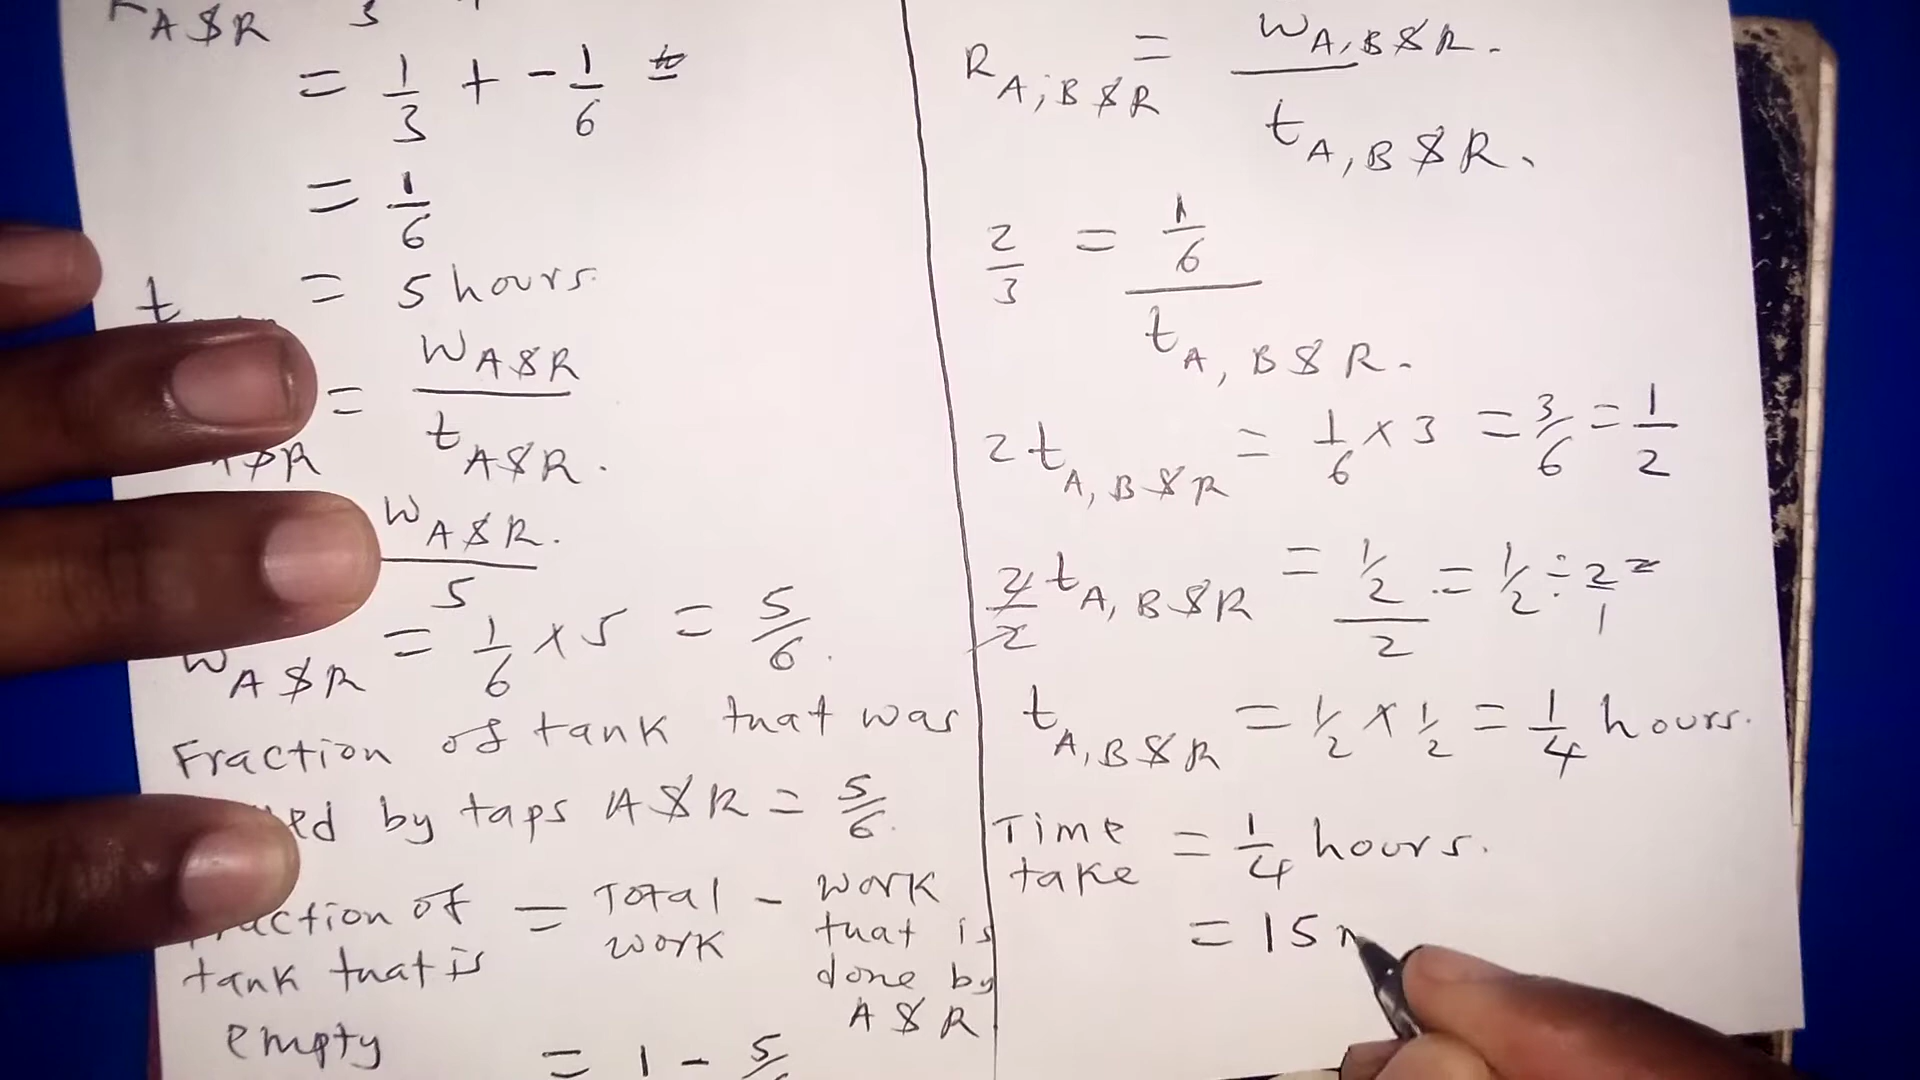 A$R 3
= 1/3 + - 1/6
= 1/6
t = 5 hours.
= W A$R / t A$R.
A$R W A$R. / 5
W A$R = 1/6 × 5 = 5/6.
Fraction of tank that was
ed by taps A$R = 5/6.
action of tank that is empty = Total work - work that is done by A$R
= 1 - 5/
R A,B$R = W A,B$R. / t A,B$R.
2/3 = 1/6 / t A,B$R.
2t A,B$R = 1/6 × 3 = 3/6 = 1/2
2/2 t A,B$R = 1/2 / 2 = 1/2 ÷ 2/1
t A,B$R = 1/2 × 1/2 = 1/4 hours.
Time take = 1/4 hours.
= 15 m